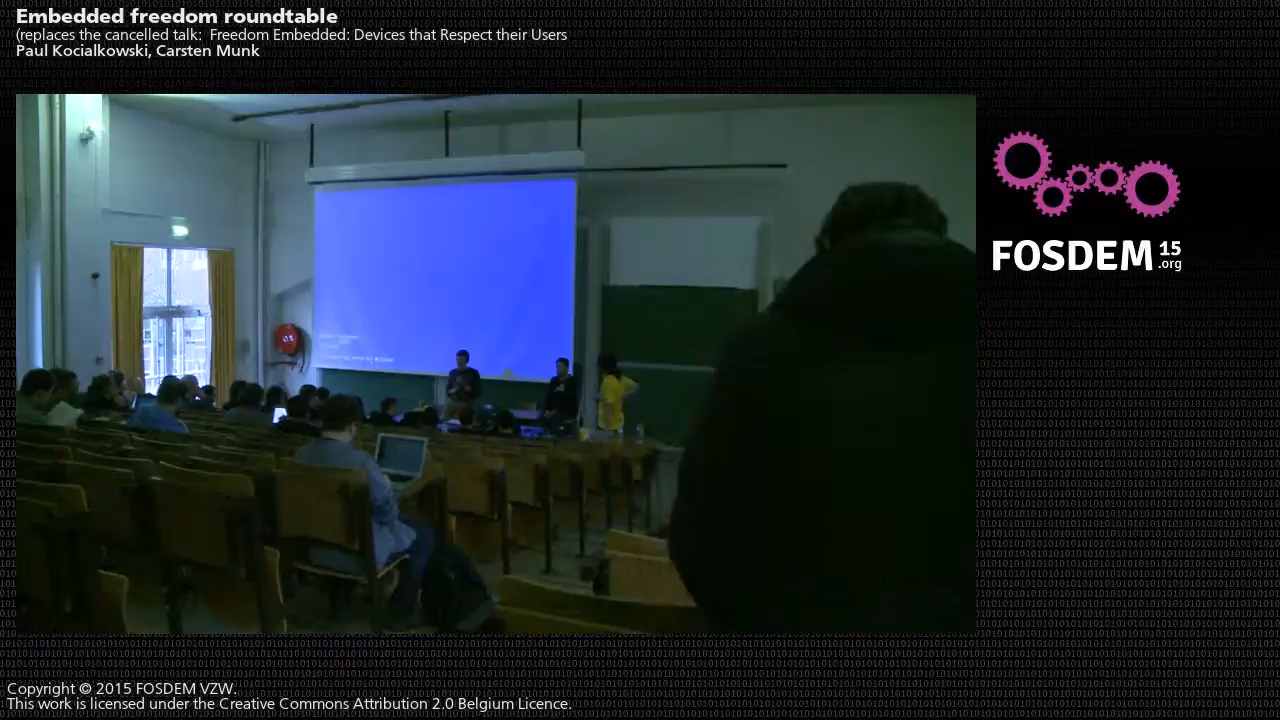 Embedded freedom roundtable
(replaces the cancelled talk:  Freedom Embedded: Devices that Respect their Users
Paul Kocialkowski, Carsten Munk
FOSDEM 15
.org
Copyright © 2015 FOSDEM VZW.
This work is licensed under the Creative Commons Attribution 2.0 Belgium Licence.